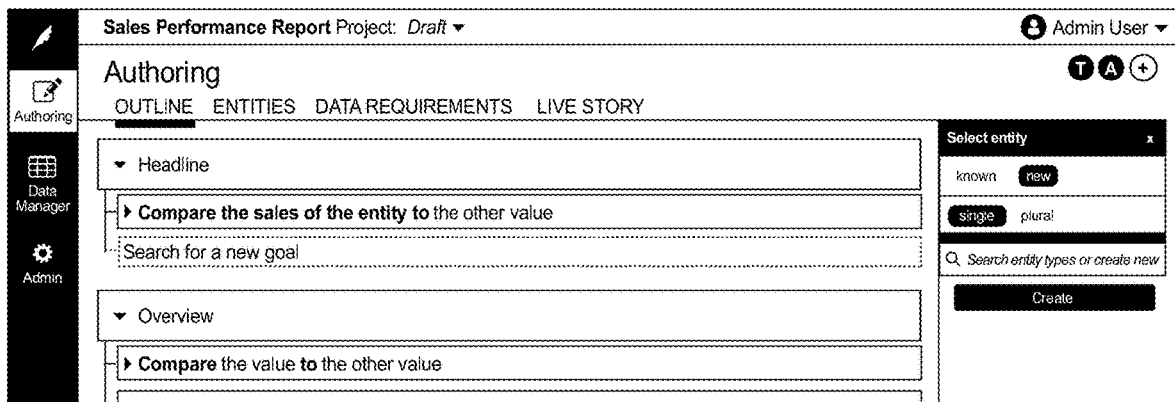 Sales Performance Report Project: Draft
Admin User
Authoring
T A +
Authoring
OUTLINE ENTITIES DATA REQUIREMENTS LIVE STORY
Select entity x
Headline
known new
Data
Manager
Compare the sales of the entity to the other value
single plural
Search for a new goal
Search entity types or create new
Admin
Create
Overview
Compare the value to the other value